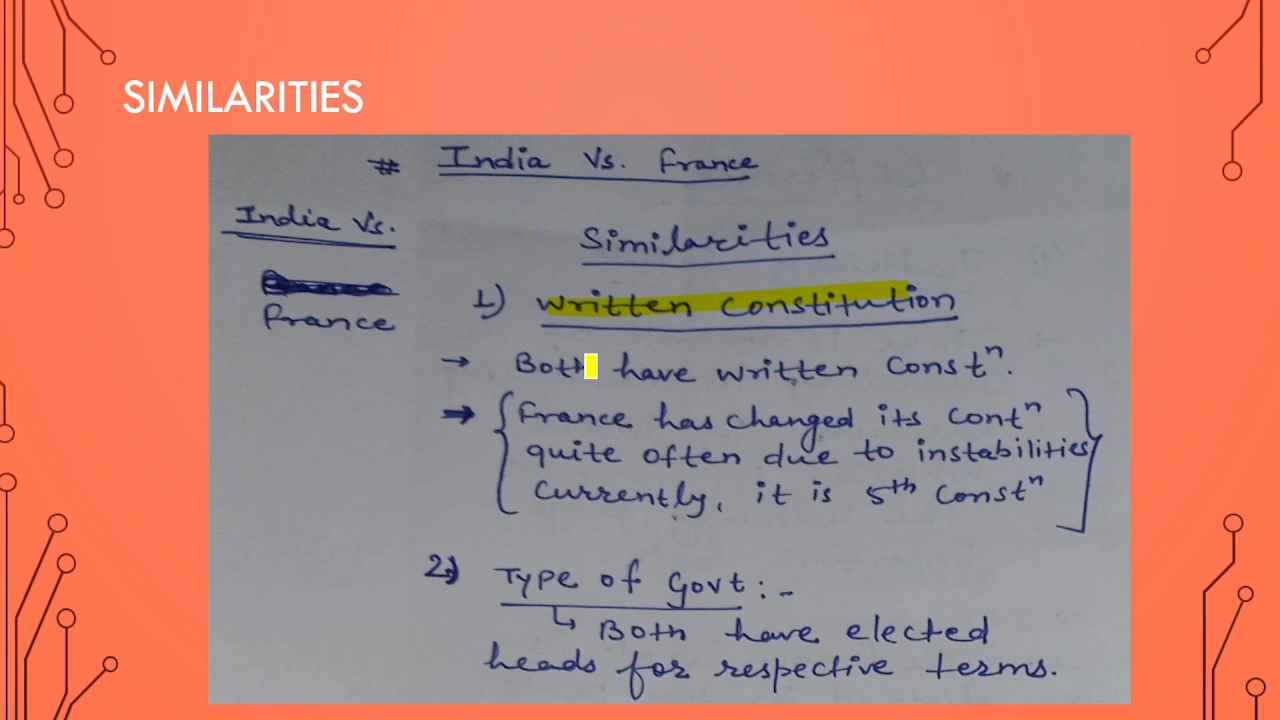 SIMILARITIES
# India Vs. France
India Vs.
France
Similarities
1) Written Constitution
→ Both have written Constⁿ.
→ {France has changed its Contⁿ
quite often due to instabilities
Currently, it is 5th Constⁿ}
2) Type of Govt :-
↳ Both have elected
heads for respective terms.